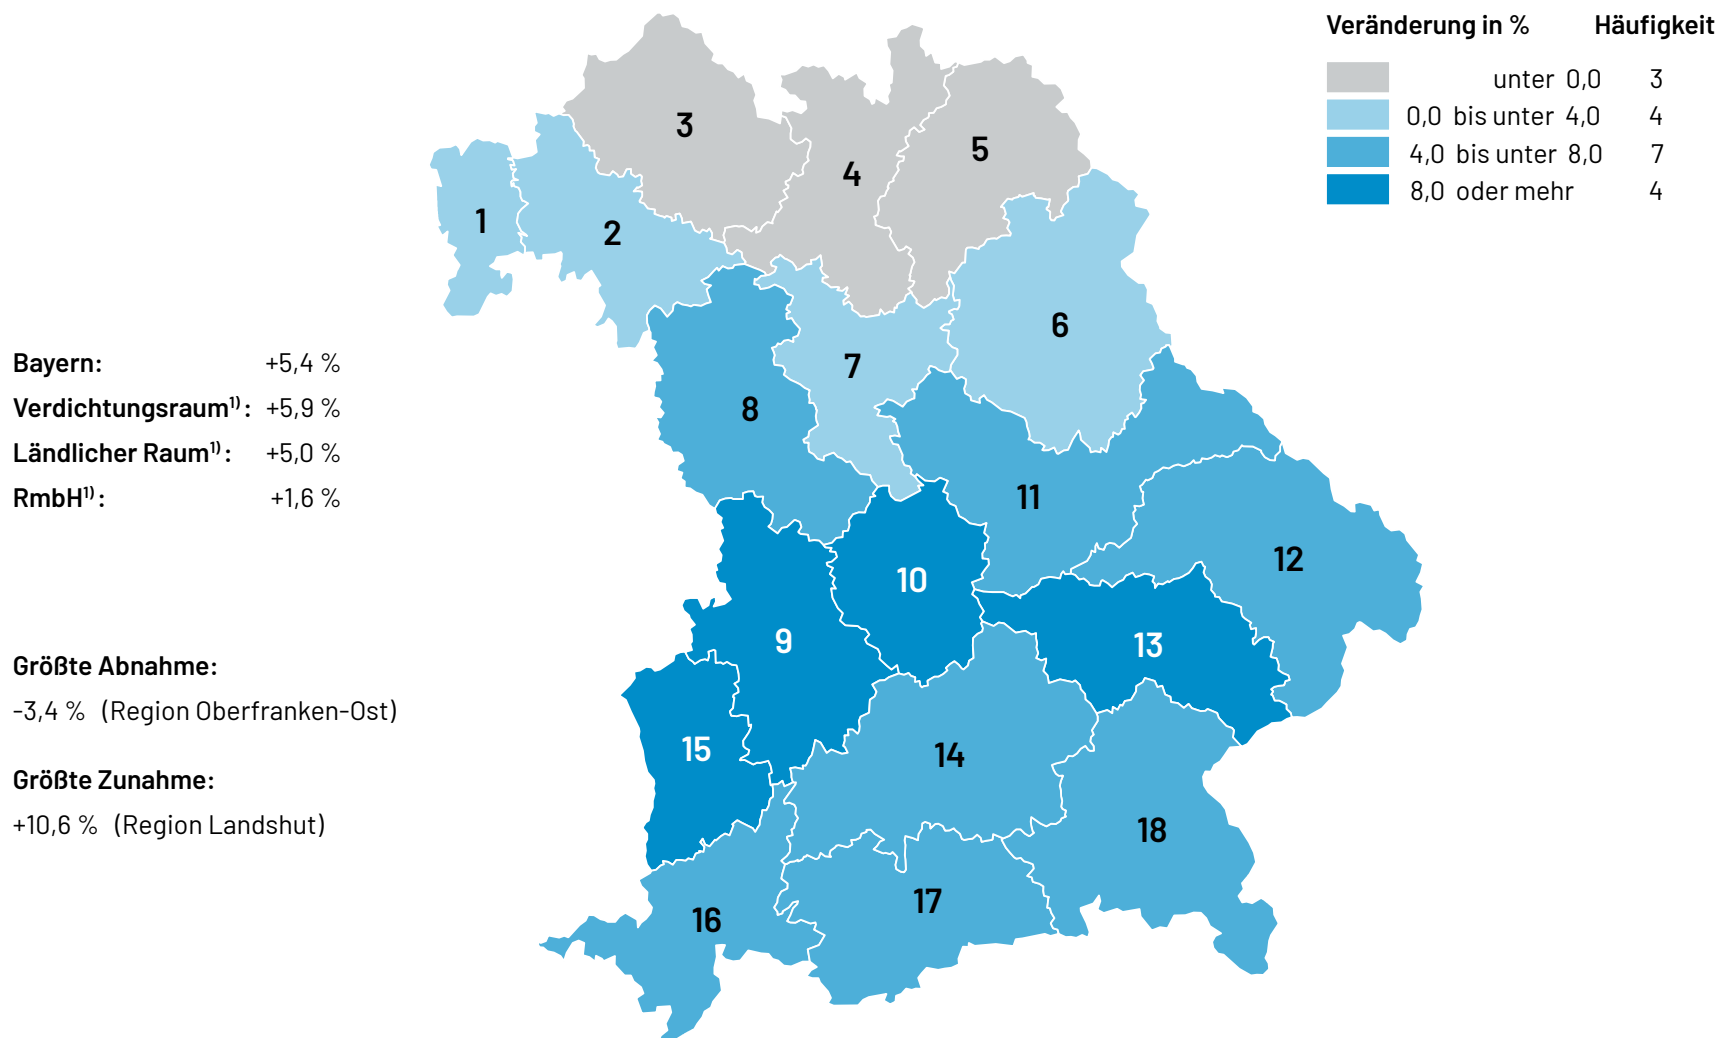 Veränderung in % Häufigkeit
unter 0,0 3
0,0 bis unter 4,0 4
4,0 bis unter 8,0 7
8,0 oder mehr 4
3
4
5
1
2
6
7
8
11
12
10
9
13
15
14
18
17
16
Bayern: +5,4 %
Verdichtungsraum¹⁾: +5,9 %
Ländlicher Raum¹⁾: +5,0 %
RmbH¹⁾: +1,6 %
Größte Abnahme:
-3,4 % (Region Oberfranken-Ost)
Größte Zunahme:
+10,6 % (Region Landshut)